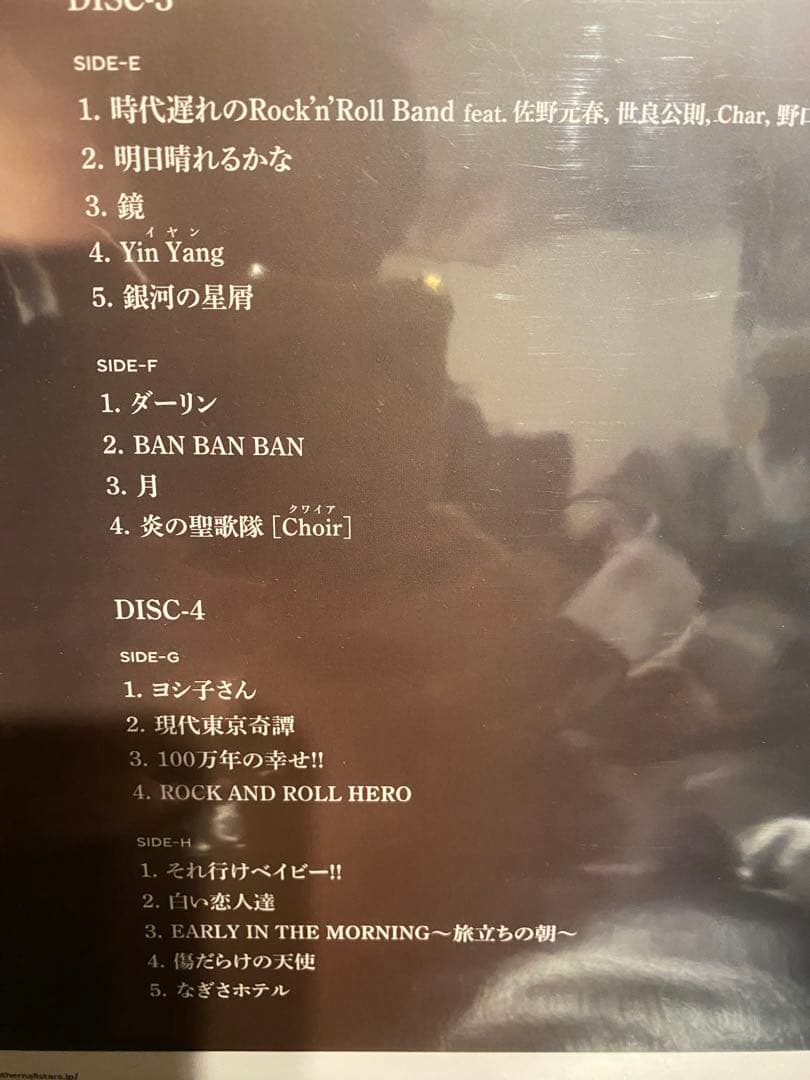 DISC-3
SIDE-E
1. 時代遅れのRock'n'Roll Band feat. 佐野元春, 世良公則, Char, 野口
2. 明日晴れるかな
3. 鏡
イヤン
4. Yin Yang
5. 銀河の星屑
SIDE-F
1. ダーリン
2. BAN BAN BAN
3. 月
クワイア
4. 炎の聖歌隊 [Choir]
DISC-4
SIDE-G
1. ヨシ子さん
2. 現代東京奇譚
3. 100万年の幸せ!!
4. ROCK AND ROLL HERO
SIDE-H
1. それ行けベイビー!!
2. 白い恋人達
3. EARLY IN THE MORNING〜旅立ちの朝〜
4. 傷だらけの天使
5. なぎさホテル
thernallstars.jp/